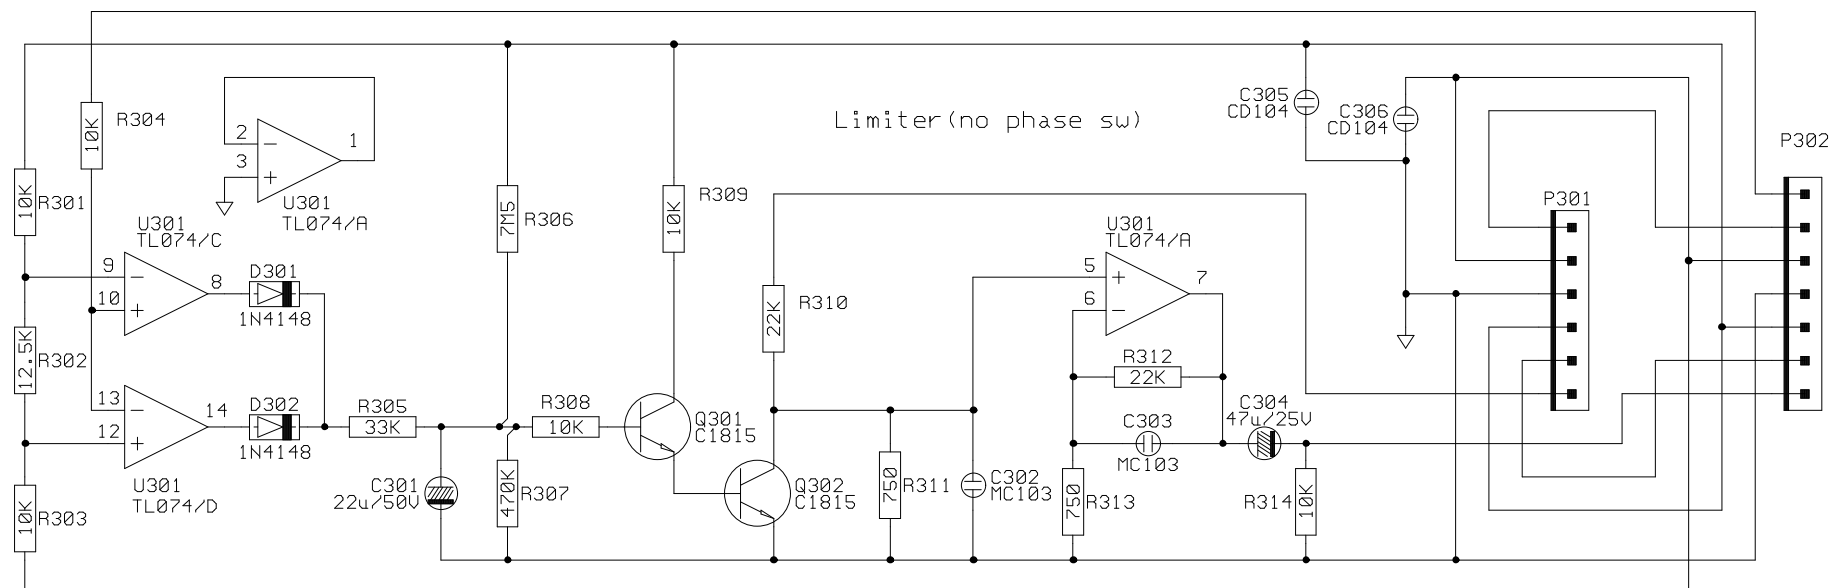 R304
10K
2
3
1
U301
TL074/A
10K
R301
U301
TL074/C
9
10
8
D301
1N4148
12.5K
R302
13
12
14
D302
1N4148
U301
TL074/D
10K
R303
R305
33K
C301
22u/50V
7M5
R306
470K
R307
R308
10K
10K
R309
Q301
C1815
Q302
C1815
22K
R310
Limiter(no phase sw)
750
R311
C302
MC103
U301
TL074/A
5
6
7
R312
22K
C303
MC103
750
R313
C304
47u/25V
R314
10K
C305
CD104
C306
CD104
P301
P302